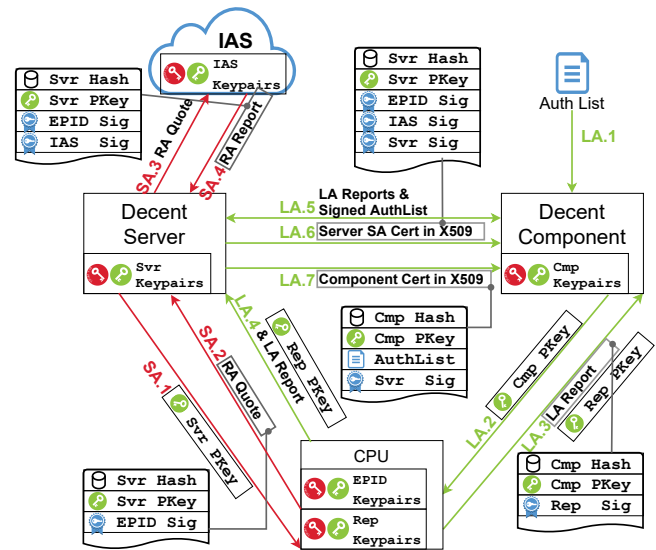 IAS
IAS
Keypairs
Svr Hash
Svr PKey
EPID Sig
IAS Sig
Svr Hash
Svr PKey
EPID Sig
IAS Sig
Svr Sig
Auth List
SA.3 RA Quote
SA.4 RA Report
LA.1
Decent
Server
Svr
Keypairs
LA.5 LA Reports &
Signed AuthList
LA.6 Server SA Cert in X509
LA.7 Component Cert in X509
Decent
Component
Cmp
Keypairs
Cmp Hash
Cmp PKey
AuthList
Svr Sig
SA.1
Svr PKey
SA.2 RA Quote
LA.4 & LA Report
Rep PKey
LA.2
Cmp PKey
LA.3 LA Report
Rep PKey
CPU
EPID
Keypairs
Rep
Keypairs
Svr Hash
Svr PKey
EPID Sig
Cmp Hash
Cmp PKey
Rep Sig